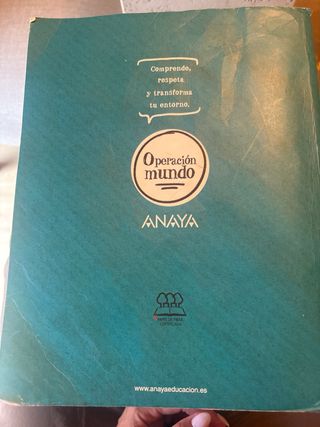 Comprende,
respeta
y transforma
tu entorno.
Operación
mundo
ANAYA
www.anayaeducacion.es